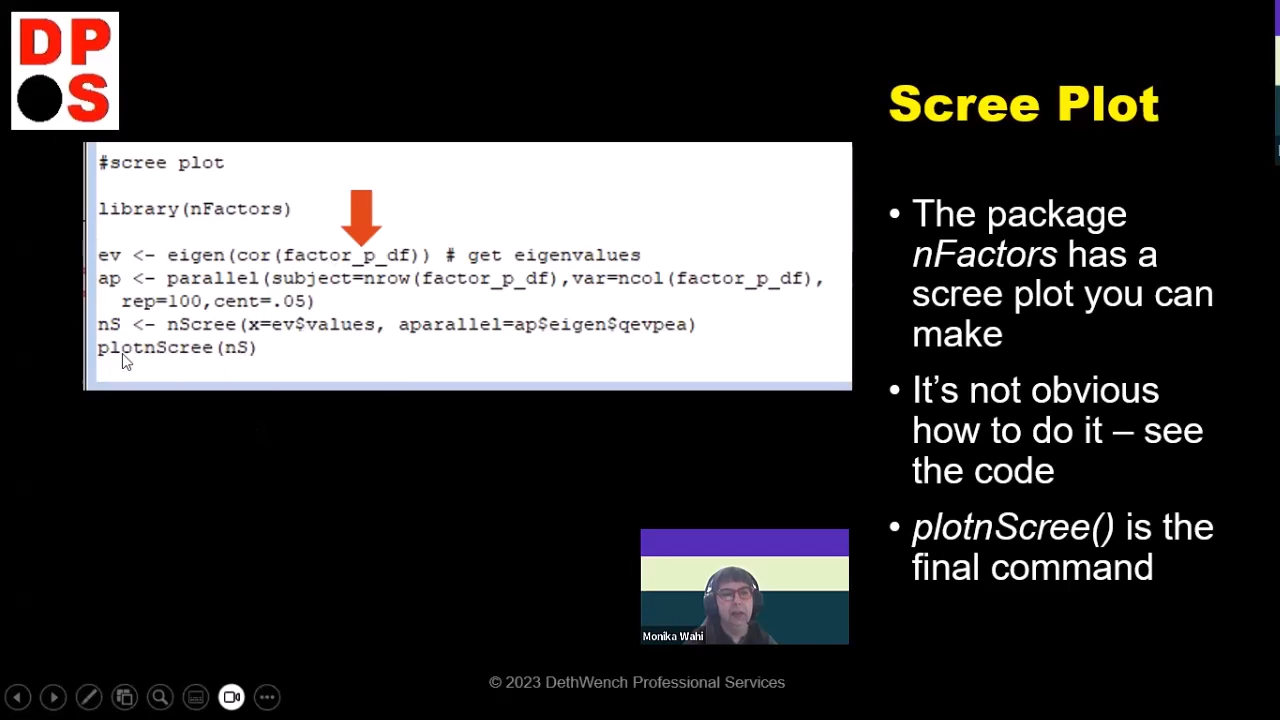 DP
S
Scree Plot
#scree plot
library(nFactors)
ev <- eigen(cor(factor_p_df)) # get eigenvalues
ap <- parallel(subject=nrow(factor_p_df),var=ncol(factor_p_df),
rep=100,cent=.05)
nS <- nScree(x=ev$values, aparallel=ap$eigen$qevpea)
plotnScree(nS)
• The package
nFactors has a
scree plot you can
make
• It’s not obvious
how to do it – see
the code
• plotnScree() is the
final command
Monika Wahi
© 2023 DethWench Professional Services